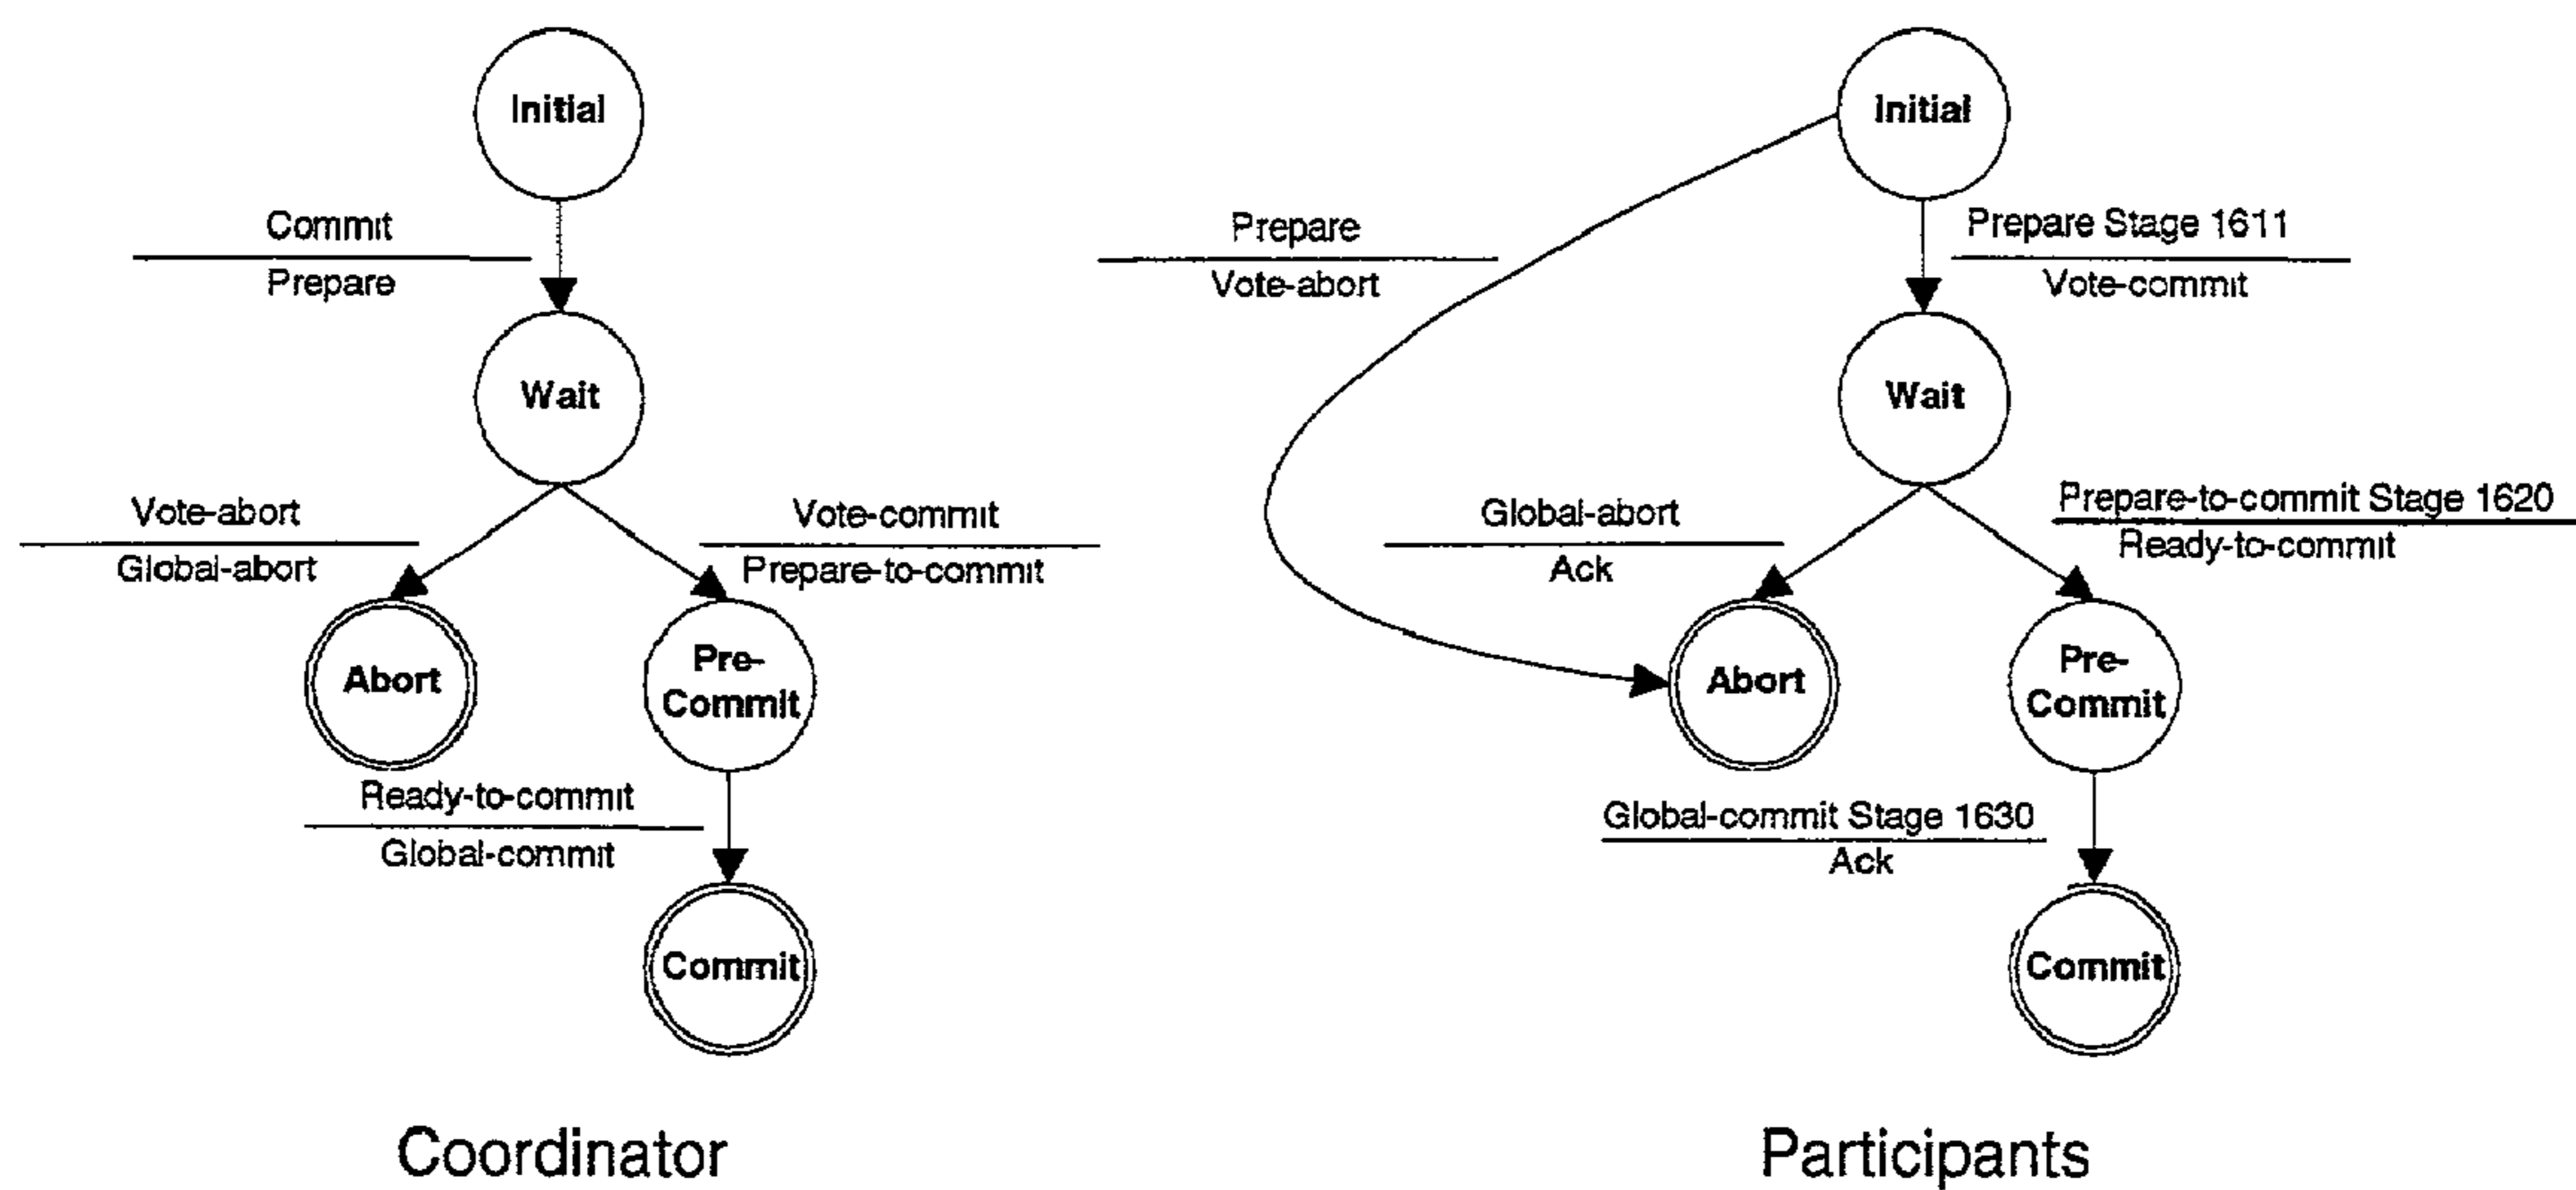 Initial
Commit
Prepare
Wait
Vote-abort
Global-abort
Vote-commit
Prepare-to-commit
Abort
Pre-
Commit
Ready-to-commit
Global-commit
Commit
Coordinator
Initial
Prepare
Vote-abort
Prepare Stage 1611
Vote-commit
Wait
Global-abort
Ack
Prepare-to-commit Stage 1620
Ready-to-commit
Abort
Pre-
Commit
Global-commit Stage 1630
Ack
Commit
Participants